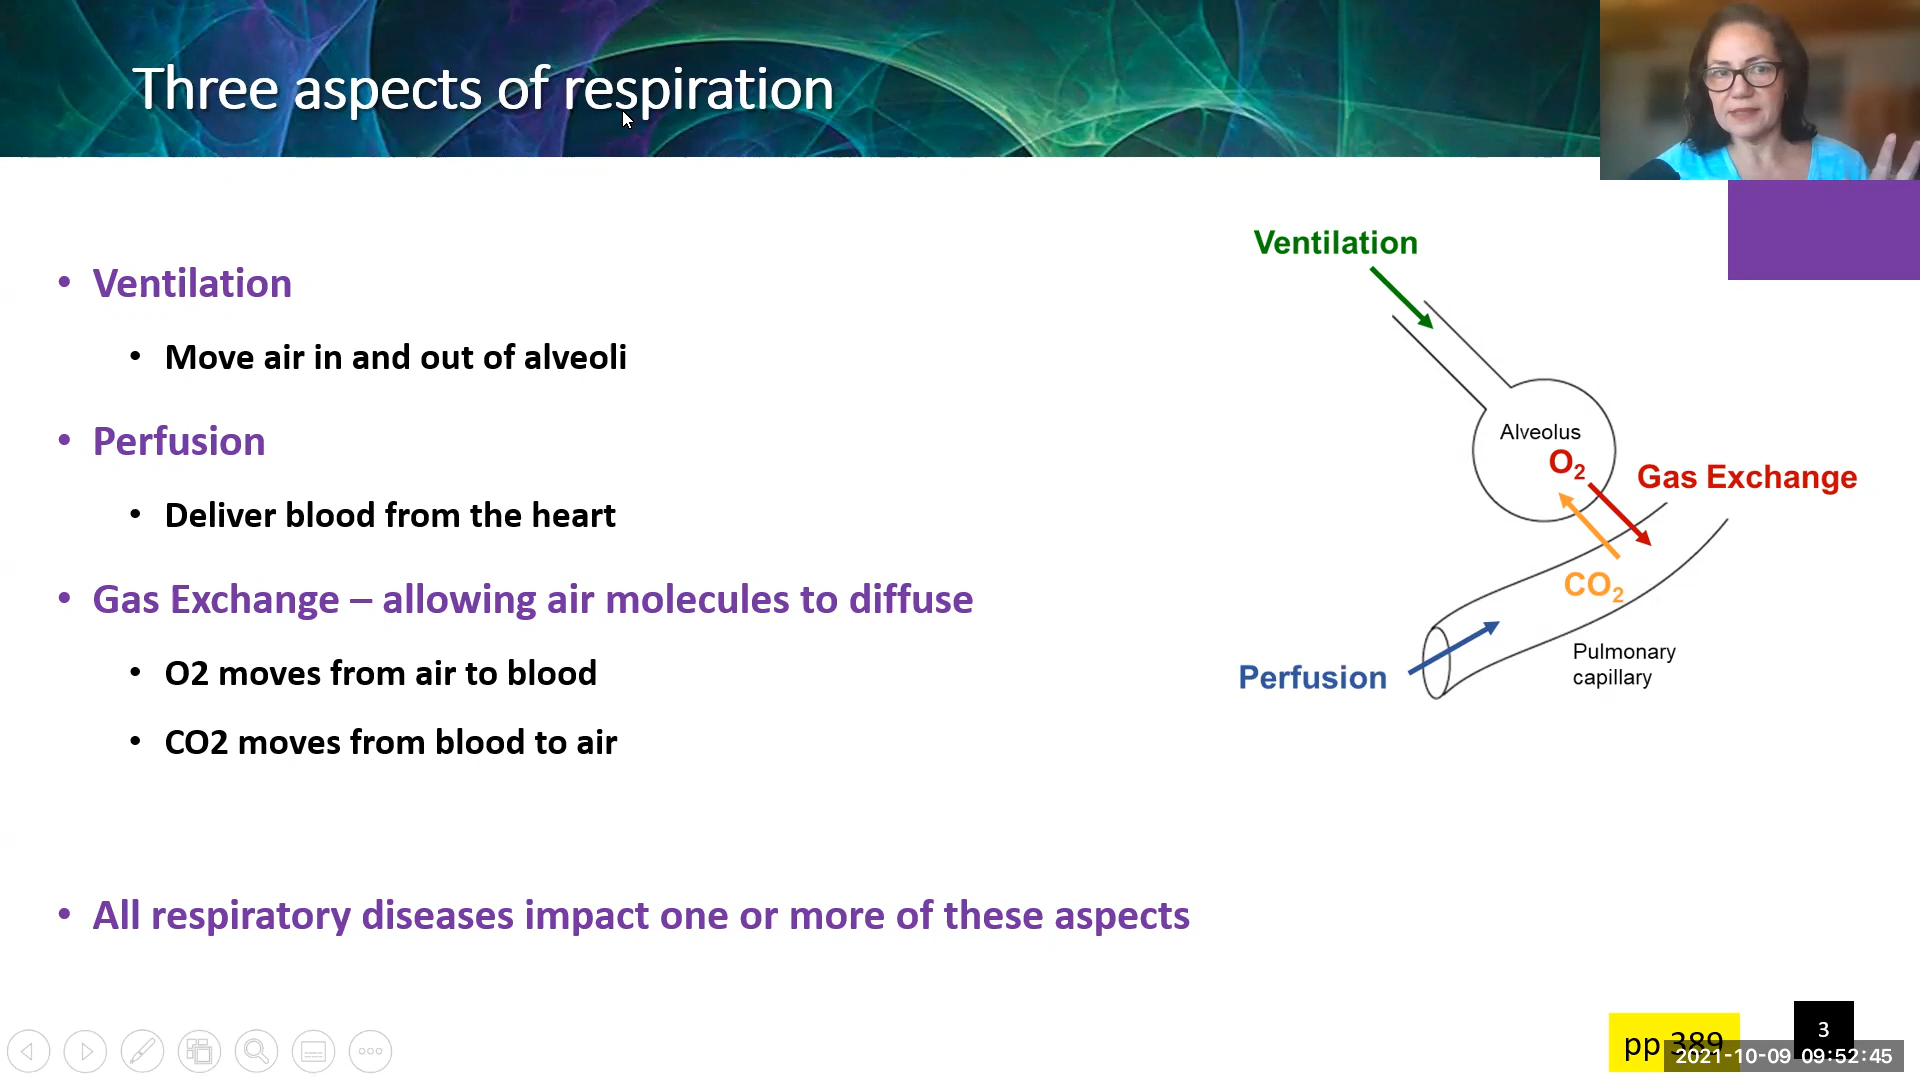 Three aspects of respiration
• Ventilation
• Move air in and out of alveoli
• Perfusion
• Deliver blood from the heart
• Gas Exchange – allowing air molecules to diffuse
• O2 moves from air to blood
• CO2 moves from blood to air
• All respiratory diseases impact one or more of these aspects
Ventilation
Alveolus
O₂
Gas Exchange
CO₂
Pulmonary
capillary
Perfusion
pp 389
3
2021-10-09 09:52:45